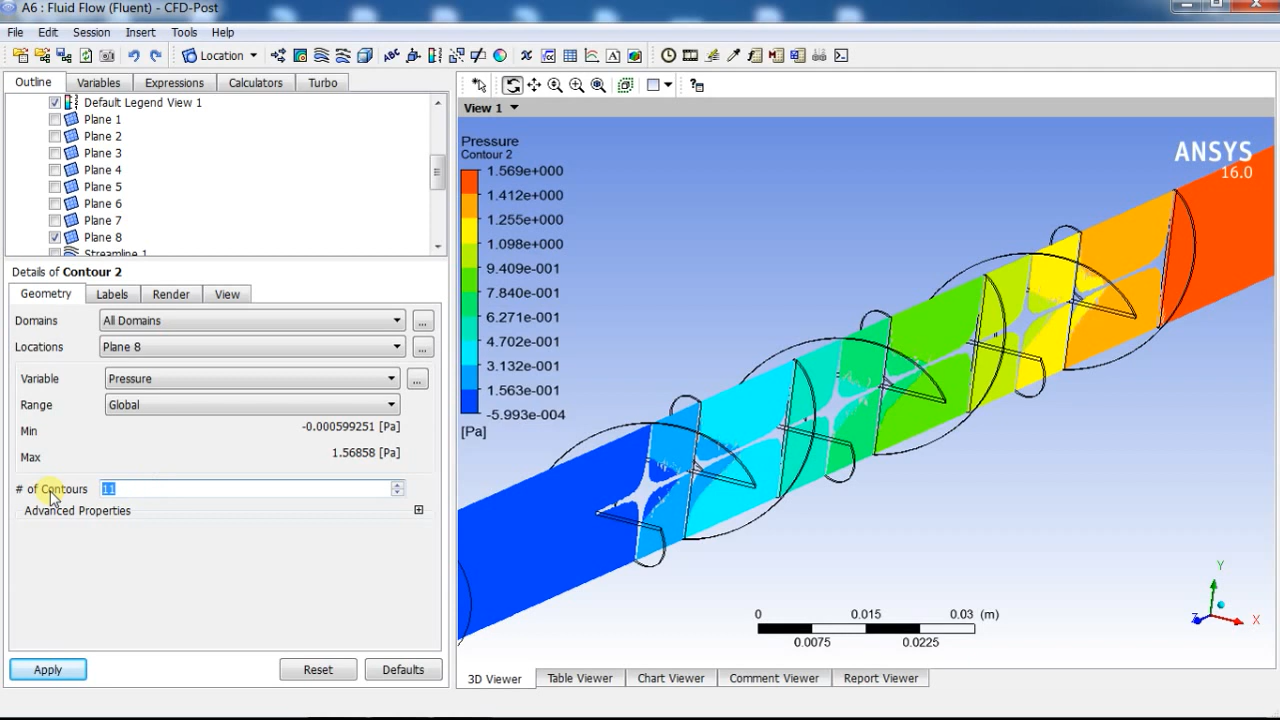 A6 : Fluid Flow (Fluent) - CFD-Post
File Edit Session Insert Tools Help
Location
Outline Variables Expressions Calculators Turbo
Default Legend View 1
Plane 1
Plane 2
Plane 3
Plane 4
Plane 5
Plane 6
Plane 7
Plane 8
Streamline 1
Details of Contour 2
Geometry Labels Render View
Domains All Domains ...
Locations Plane 8 ...
Variable Pressure ...
Range Global
Min -0.000599251 [Pa]
Max 1.56858 [Pa]
# of Contours 11
Advanced Properties
Apply Reset Defaults
View 1
Pressure
Contour 2
1.569e+000
1.412e+000
1.255e+000
1.098e+000
9.409e-001
7.840e-001
6.271e-001
4.702e-001
3.132e-001
1.563e-001
-5.993e-004
[Pa]
ANSYS
16.0
0 0.015 0.03 (m)
0.0075 0.0225
Y
Z X
3D Viewer Table Viewer Chart Viewer Comment Viewer Report Viewer